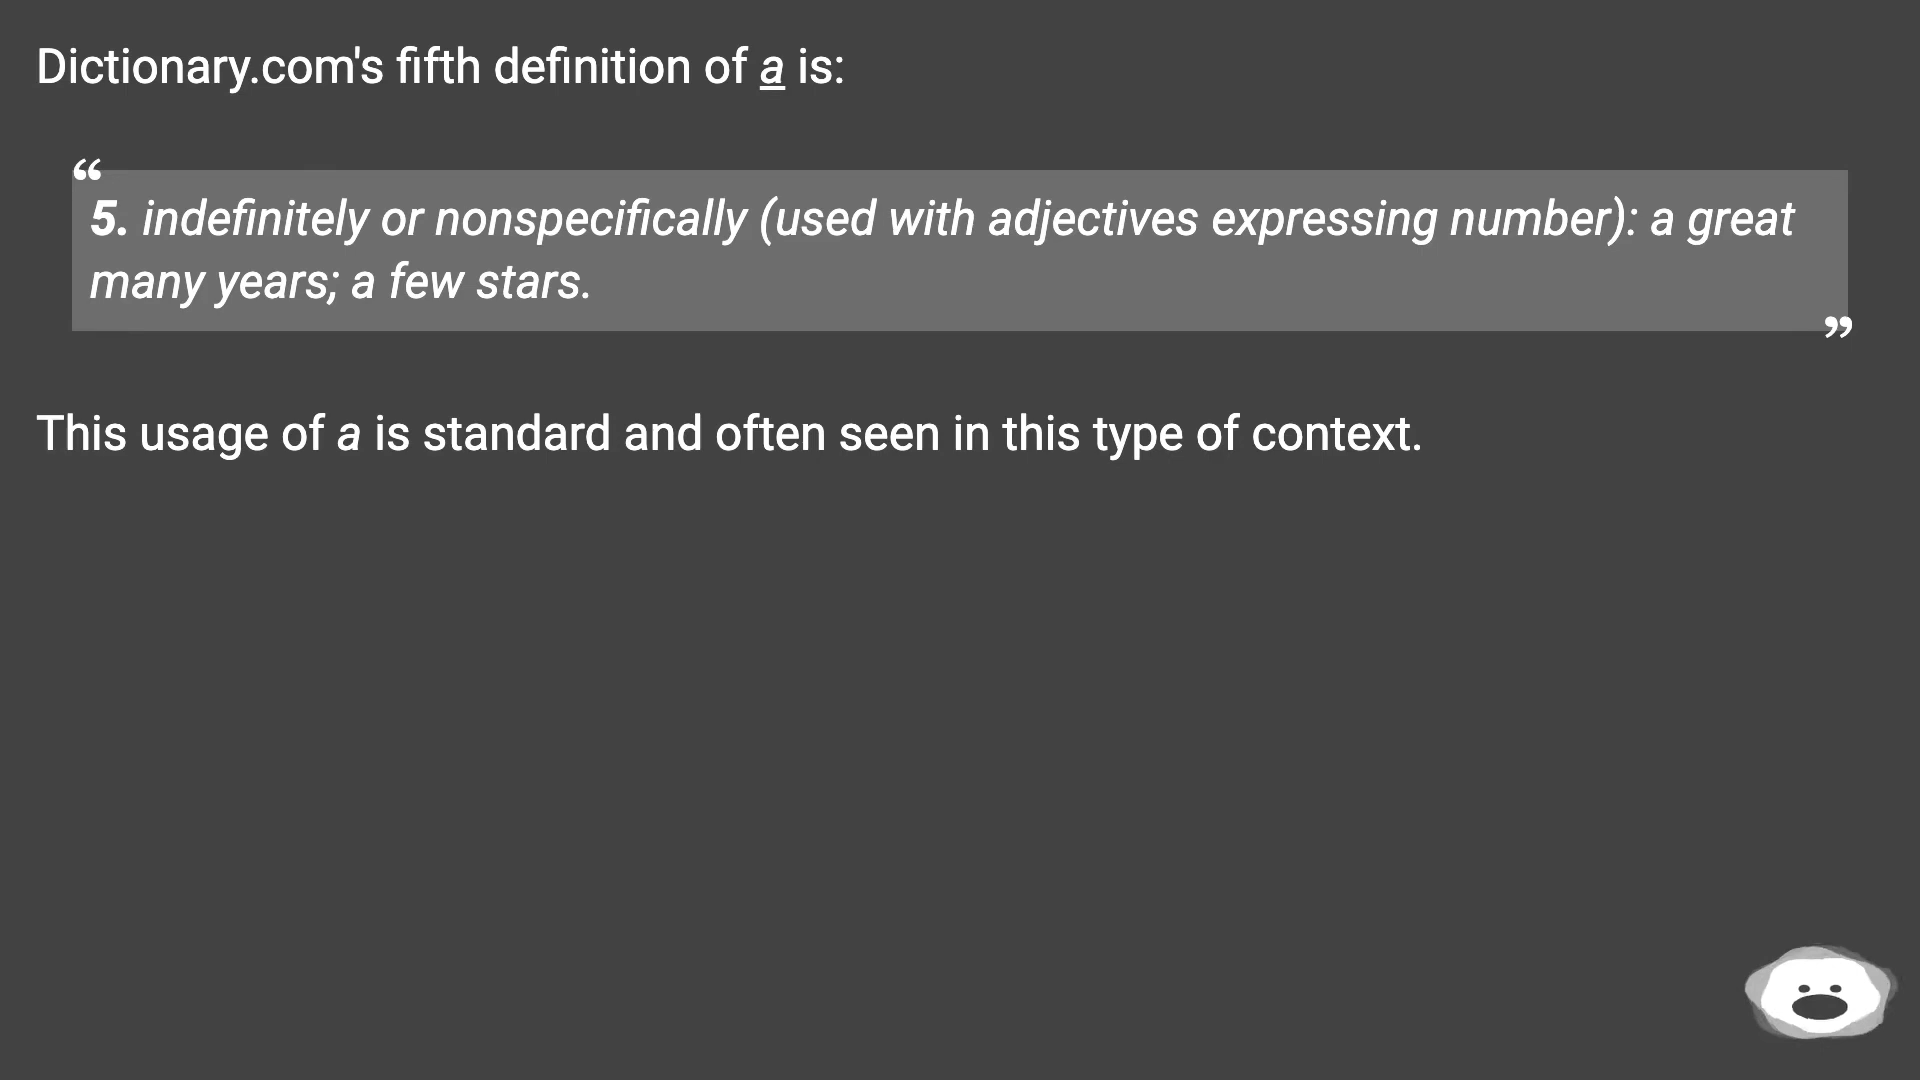 Dictionary.com's fifth definition of a is:
“
5. indefinitely or nonspecifically (used with adjectives expressing number): a great
many years; a few stars.
”
This usage of a is standard and often seen in this type of context.